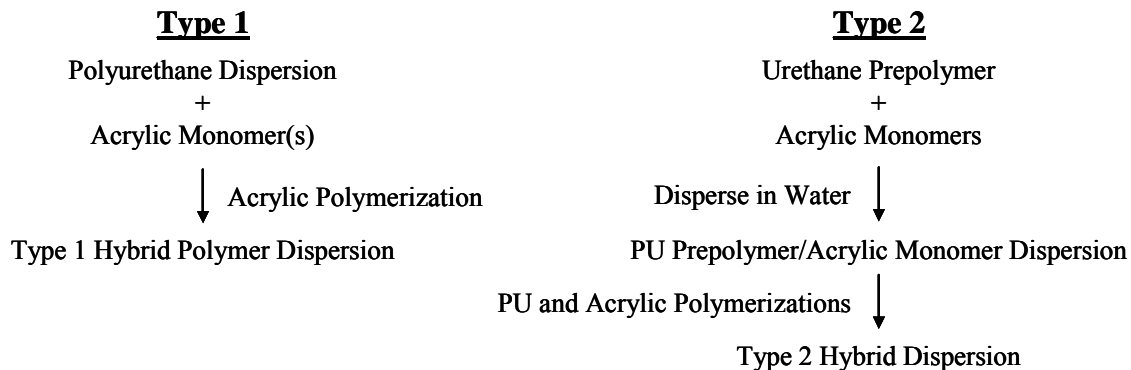 Type 1
Polyurethane Dispersion
+
Acrylic Monomer(s)
Acrylic Polymerization
Type 1 Hybrid Polymer Dispersion
Type 2
Urethane Prepolymer
+
Acrylic Monomers
Disperse in Water
PU Prepolymer/Acrylic Monomer Dispersion
PU and Acrylic Polymerizations
Type 2 Hybrid Dispersion